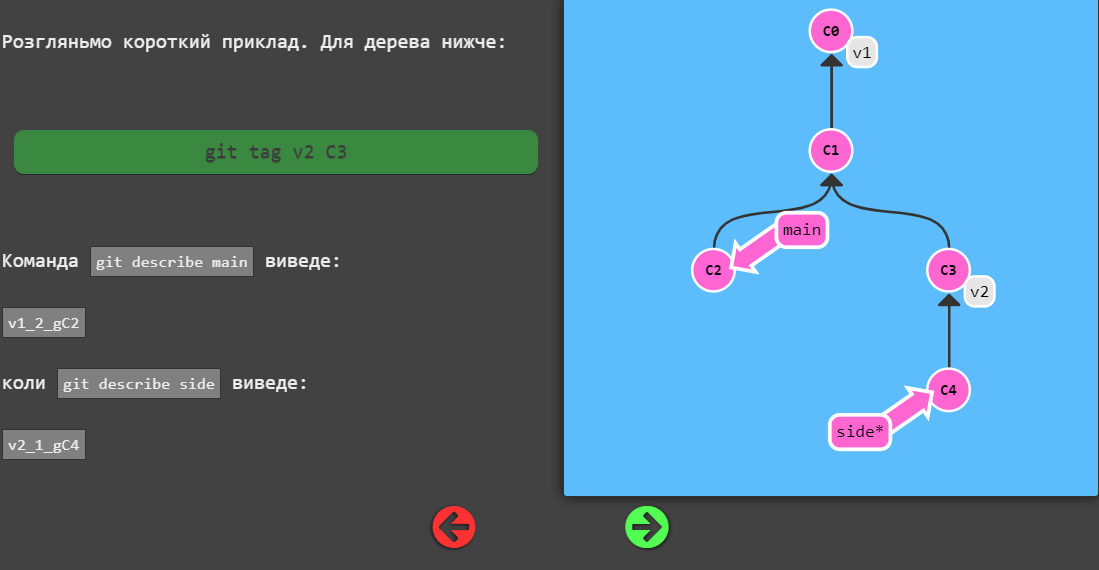 Розгляньмо короткий приклад. Для дерева нижче:
git tag v2 C3
Команда git describe main виведе:
v1_2_gC2
коли git describe side виведе:
v2_1_gC4
C0
v1
C1
main
C2
C3
v2
C4
side*